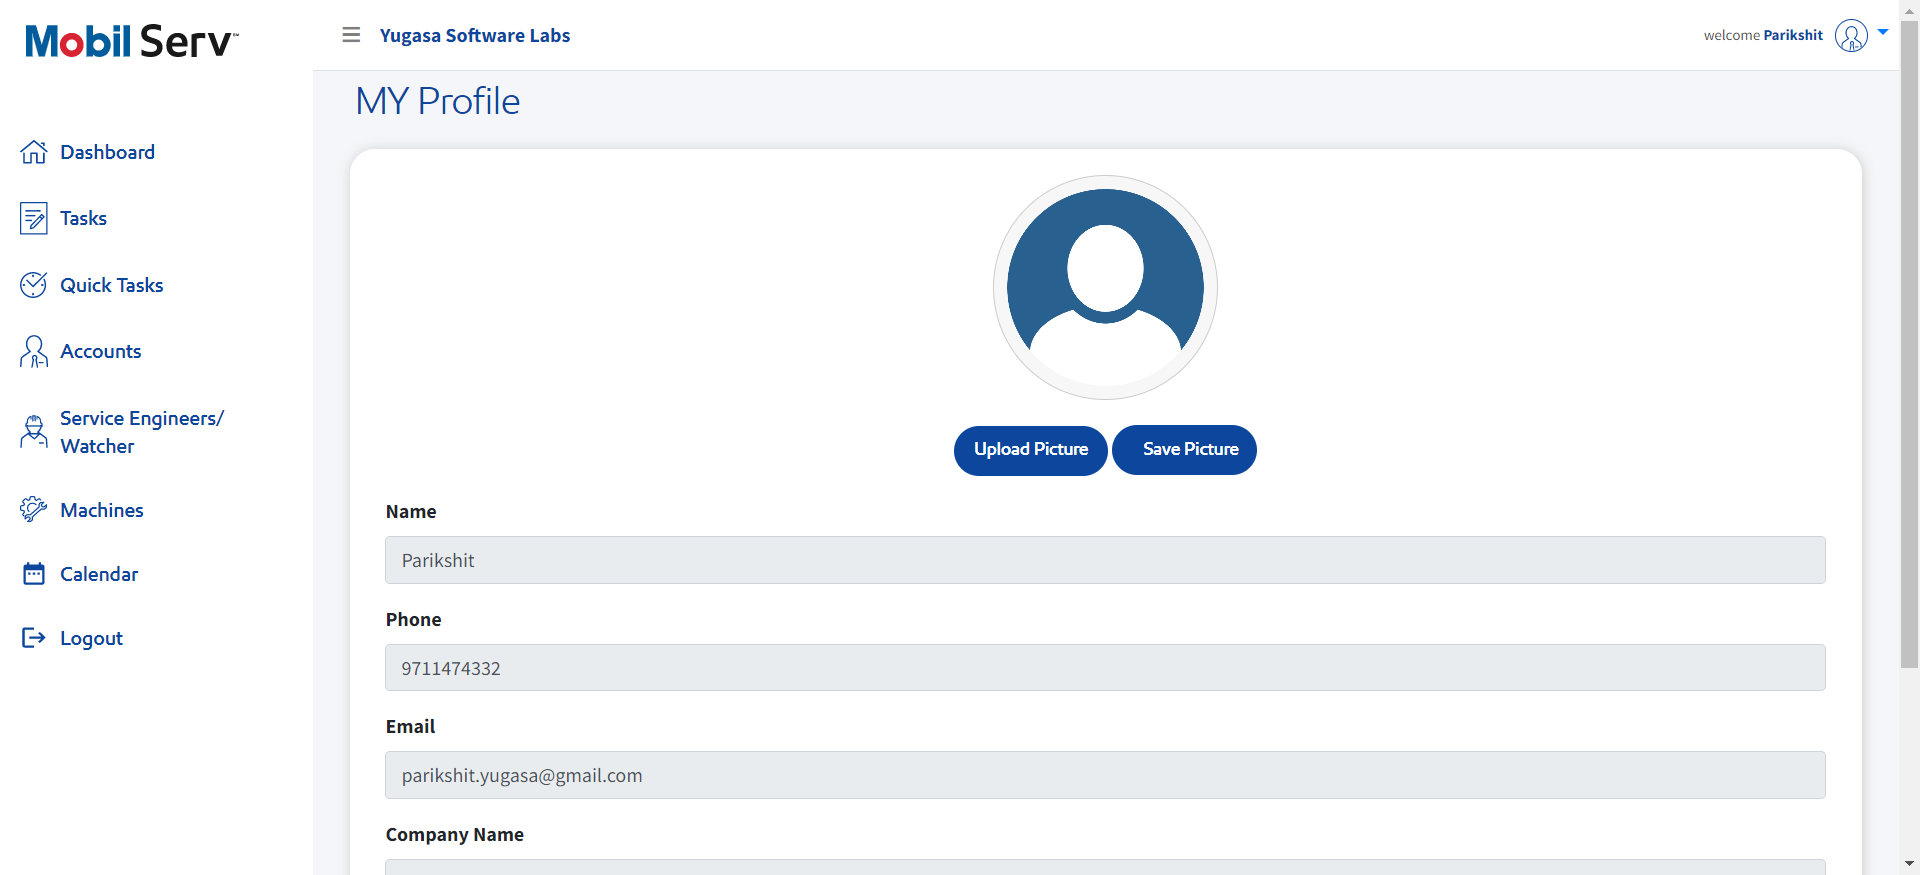 Mobil Serv™
Yugasa Software Labs
welcome Parikshit
MY Profile
Dashboard
Tasks
Quick Tasks
Accounts
Service Engineers/
Watcher
Machines
Calendar
Logout
Upload Picture
Save Picture
Name
Parikshit
Phone
9711474332
Email
parikshit.yugasa@gmail.com
Company Name